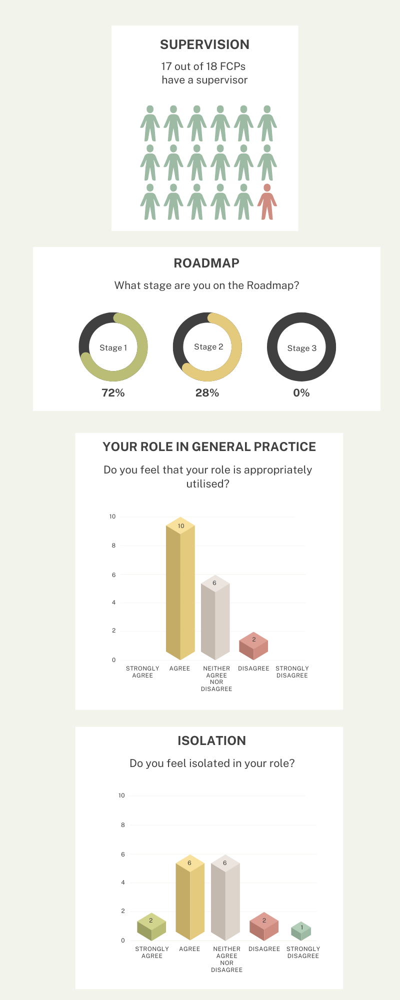 SUPERVISION
17 out of 18 FCPs
have a supervisor
ROADMAP
What stage are you on the Roadmap?
Stage 1
Stage 2
Stage 3
72%
28%
0%
YOUR ROLE IN GENERAL PRACTICE
Do you feel that your role is appropriately
utilised?
10
8
6
4
2
0
10
6
2
STRONGLY
AGREE
AGREE
NEITHER
AGREE
NOR
DISAGREE
DISAGREE
STRONGLY
DISAGREE
ISOLATION
Do you feel isolated in your role?
10
8
6
4
2
0
2
6
6
2
1
STRONGLY
AGREE
AGREE
NEITHER
AGREE
NOR
DISAGREE
DISAGREE
STRONGLY
DISAGREE